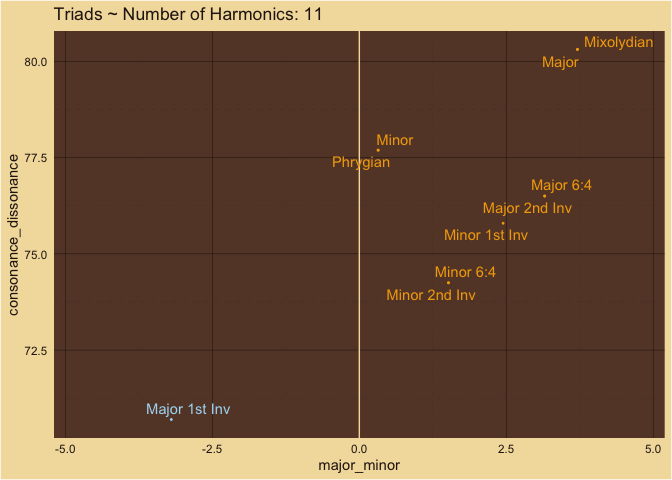 Triads ~ Number of Harmonics: 11
Mixolydian
80.0
Major
Minor
77.5
Phrygian
Major 6:4
Major 2nd Inv
Minor 1st Inv
75.0
Minor 6:4
Minor 2nd Inv
72.5
Major 1st Inv
consonance_dissonance
-5.0 -2.5 0.0 2.5 5.0
major_minor